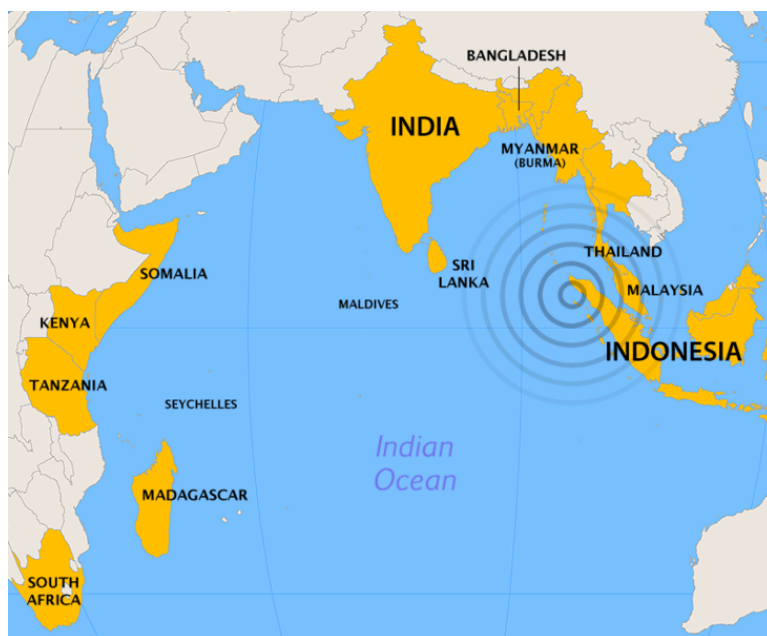 BANGLADESH
INDIA
MYANMAR
(BURMA)
THAILAND
SRI
LANKA
SOMALIA
MALAYSIA
MALDIVES
KENYA
INDONESIA
TANZANIA
SEYCHELLES
Indian
Ocean
MADAGASCAR
SOUTH
AFRICA